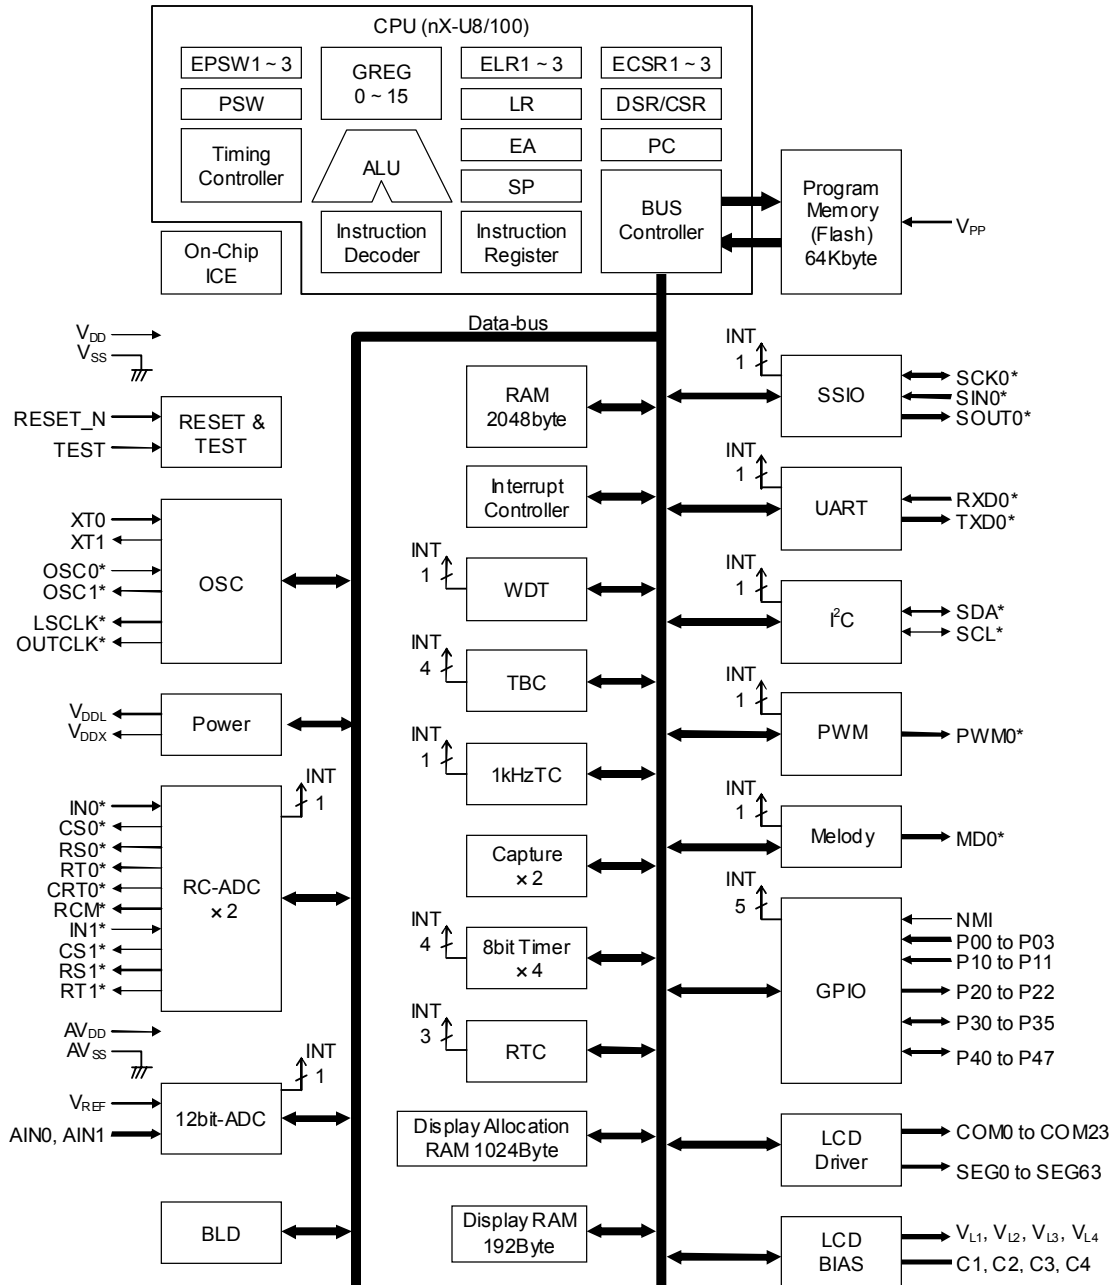 CPU (nX-U8/100)
EPSW1 ~ 3
GREG
0 ~ 15
ELR1 ~ 3
ECSR1 ~ 3
PSW
LR
DSR/CSR
Timing
Controller
ALU
EA
PC
SP
BUS
Controller
Instruction
Decoder
Instruction
Register
On-Chip
ICE
Program
Memory
(Flash)
64Kbyte
VPP
Data-bus
VDD
VSS
RESET_N
TEST
RESET &
TEST
XT0
XT1
OSC0*
OSC1*
LSCLK*
OUTCLK*
OSC
VDDL
VDDX
Power
IN0*
CS0*
RS0*
RT0*
CRT0*
RCM*
IN1*
CS1*
RS1*
RT1*
RC-ADC
× 2
INT
1
AVDD
AVSS
VREF
AIN0, AIN1
12bit-ADC
INT
1
BLD
RAM
2048byte
Interrupt
Controller
INT
1
WDT
INT
4
TBC
INT
1
1kHzTC
Capture
× 2
INT
4
8bit Timer
× 4
INT
3
RTC
Display Allocation
RAM 1024Byte
Display RAM
192Byte
INT
1
SSIO
SCK0*
SIN0*
SOUT0*
INT
1
UART
RXD0*
TXD0*
INT
1
I2C
SDA*
SCL*
INT
1
PWM
PWM0*
INT
1
Melody
MD0*
INT
5
GPIO
NMI
P00 to P03
P10 to P11
P20 to P22
P30 to P35
P40 to P47
LCD
Driver
COM0 to COM23
SEG0 to SEG63
LCD
BIAS
VL1, VL2, VL3, VL4
C1, C2, C3, C4